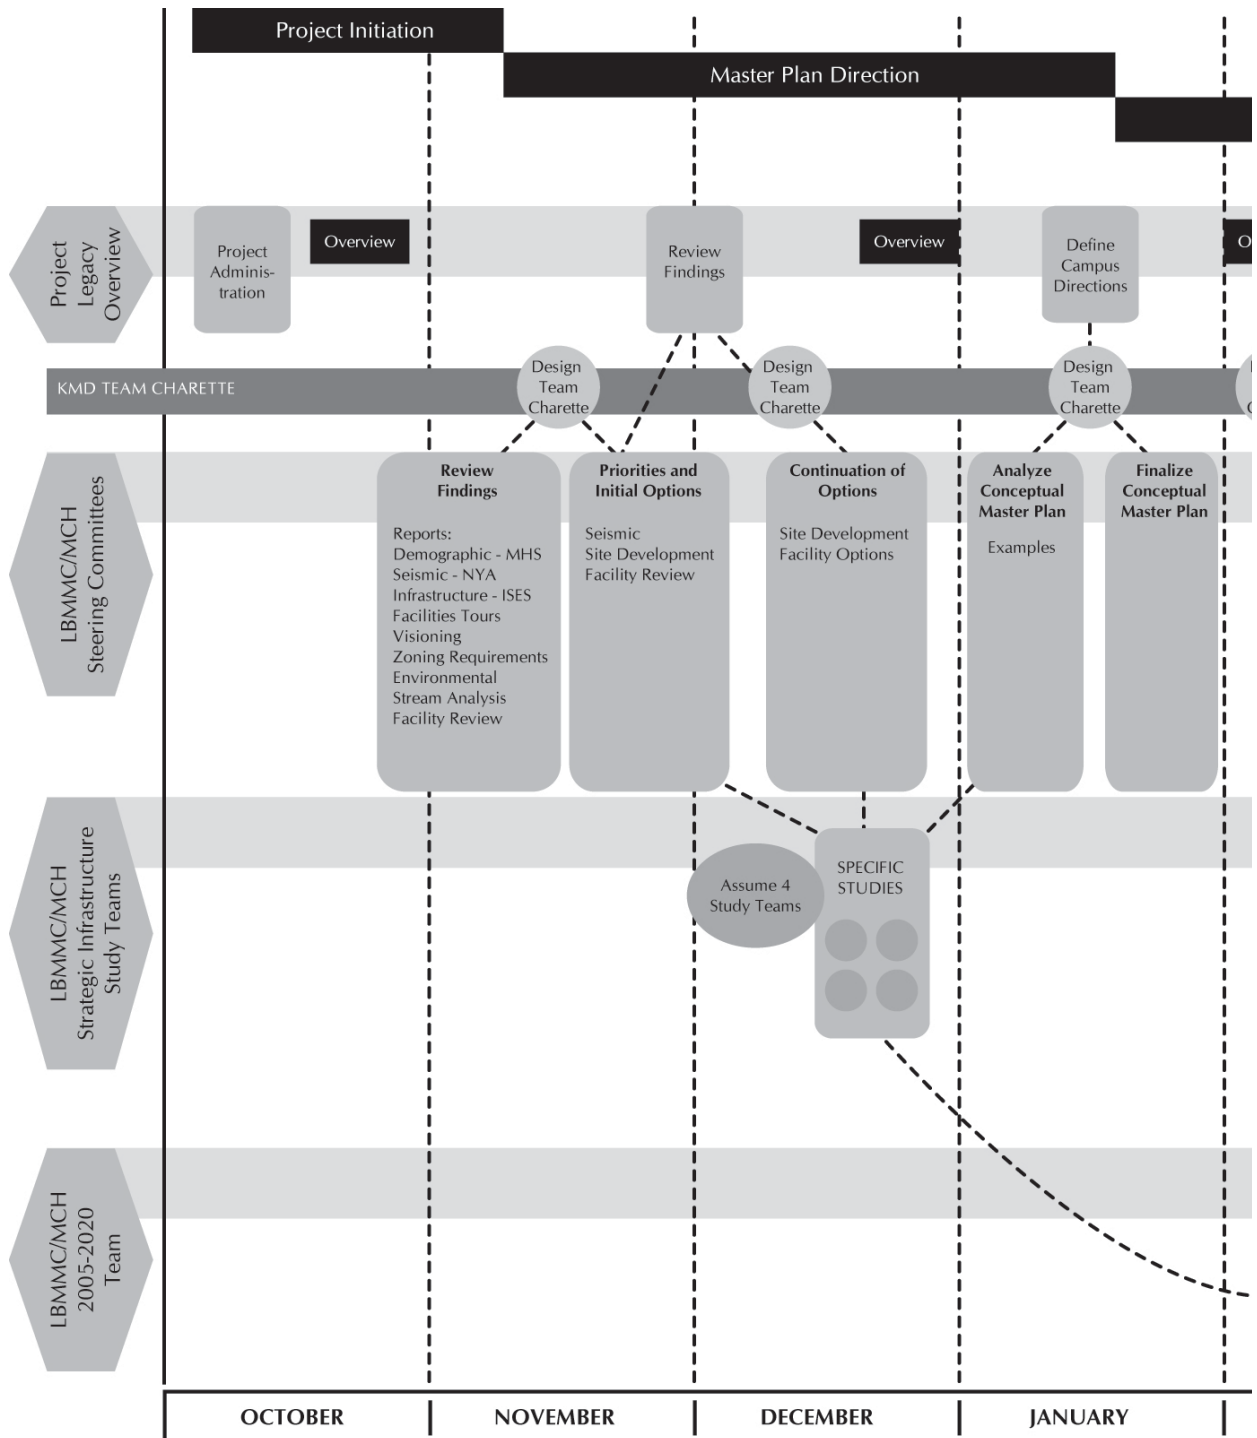 Project Initiation
Master Plan Direction
Project
Legacy
Overview
Project
Adminis-
tration
Overview
Review
Findings
Overview
Define
Campus
Directions
O
KMD TEAM CHARETTE
Design
Team
Charette
Design
Team
Charette
Design
Team
Charette
LBMMC/MCH
Steering Committees
Review
Findings
Reports:
Demographic - MHS
Seismic - NYA
Infrastructure - ISES
Facilities Tours
Visioning
Zoning Requirements
Environmental
Stream Analysis
Facility Review
Priorities and
Initial Options
Seismic
Site Development
Facility Review
Continuation of
Options
Site Development
Facility Options
Analyze
Conceptual
Master Plan
Examples
Finalize
Conceptual
Master Plan
LBMMC/MCH
Strategic Infrastructure
Study Teams
Assume 4
Study Teams
SPECIFIC
STUDIES
LBMMC/MCH
2005-2020
Team
OCTOBER
NOVEMBER
DECEMBER
JANUARY